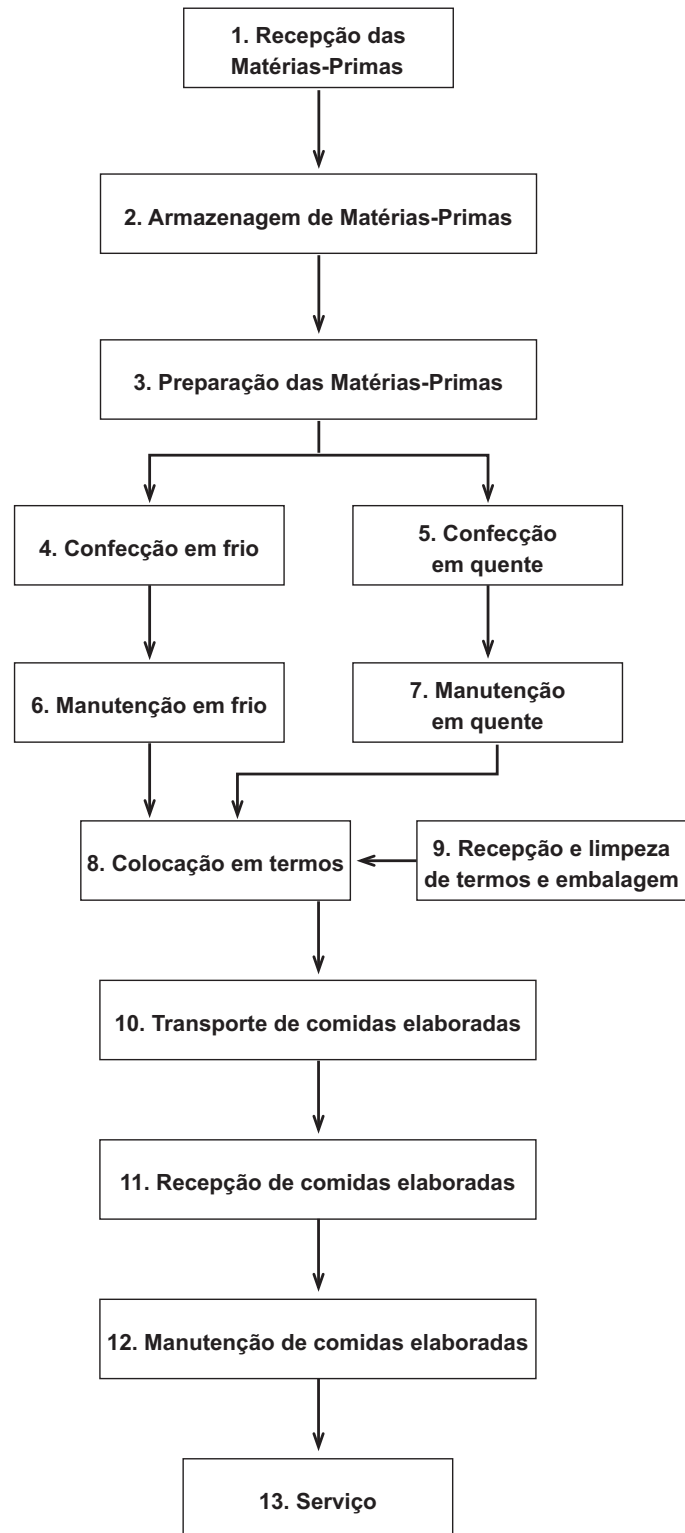 1. Recepção das
Matérias-Primas
2. Armazenagem de Matérias-Primas
3. Preparação das Matérias-Primas
4. Confecção em frio
5. Confecção
em quente
6. Manutenção em frio
7. Manutenção
em quente
8. Colocação em termos
9. Recepção e limpeza
de termos e embalagem
10. Transporte de comidas elaboradas
11. Recepção de comidas elaboradas
12. Manutenção de comidas elaboradas
13. Serviço